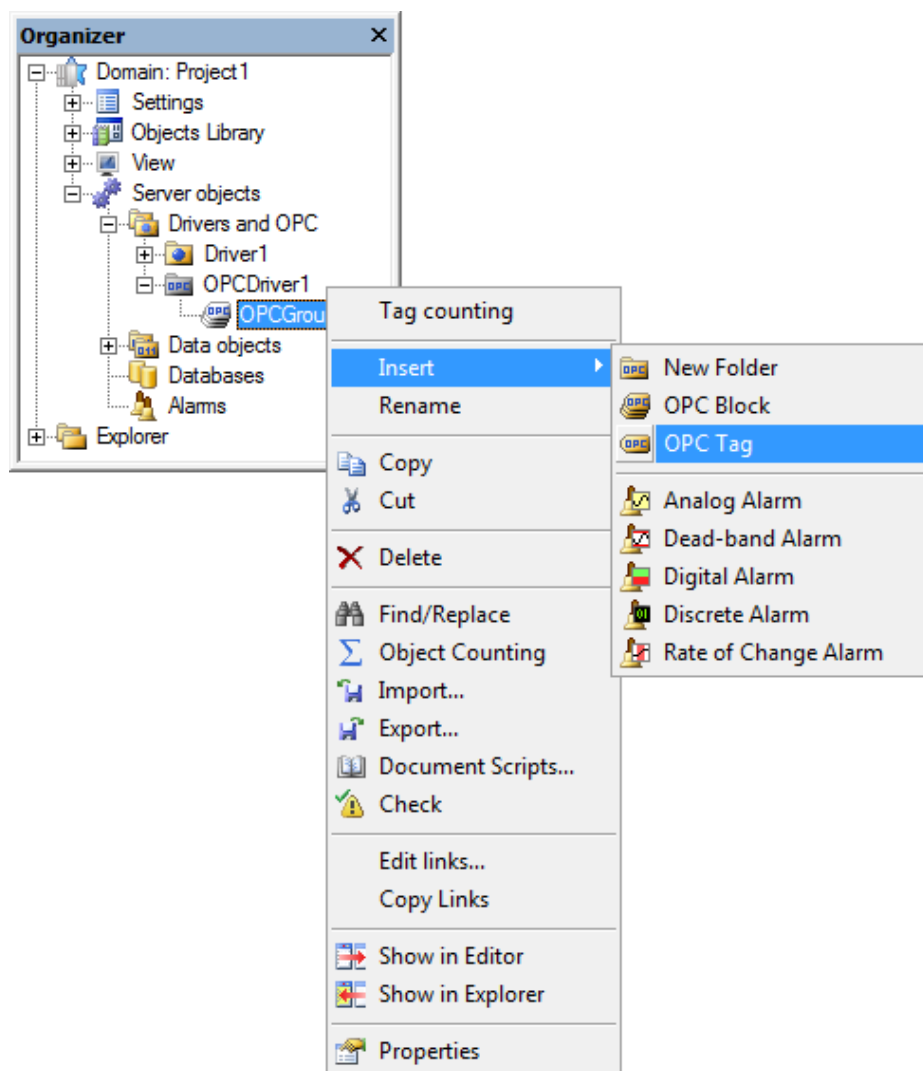 Organizer
Domain: Project1
Settings
Objects Library
View
Server objects
Drivers and OPC
Driver1
OPCDriver1
OPCGrou
Data objects
Databases
Alarms
Explorer
Tag counting
Insert
Rename
Copy
Cut
Delete
Find/Replace
Object Counting
Import...
Export...
Document Scripts...
Check
Edit links...
Copy Links
Show in Editor
Show in Explorer
Properties
New Folder
OPC Block
OPC Tag
Analog Alarm
Dead-band Alarm
Digital Alarm
Discrete Alarm
Rate of Change Alarm